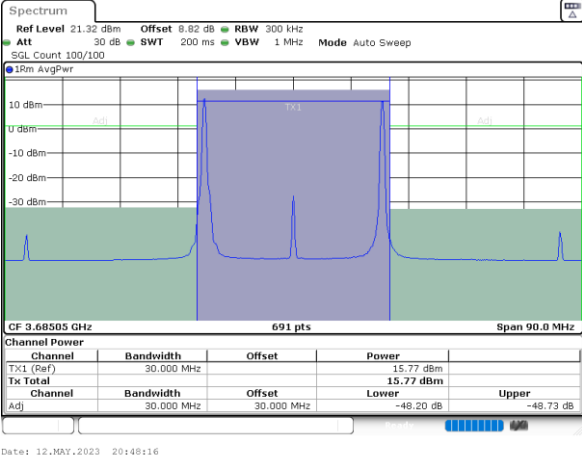 Spectrum
Ref Level 21.32 dBm Offset 8.82 dB RBW 300 kHz
Att 30 dB SWT 200 ms VBW 1 MHz Mode Auto Sweep
SGL Count 100/100
1Rm AvgPwr
10 dBm
TX1
Adj Adj
0 dBm
-10 dBm
-20 dBm
-30 dBm
CF 3.68505 GHz 691 pts Span 90.0 MHz
Channel Power
Channel Bandwidth Offset Power
TX1 (Ref) 30.000 MHz 15.77 dBm
Tx Total 15.77 dBm
Channel Bandwidth Offset Lower Upper
Adj 30.000 MHz 30.000 MHz -48.20 dB -48.73 dB
Ready
Date: 12.MAY.2023 20:48:16